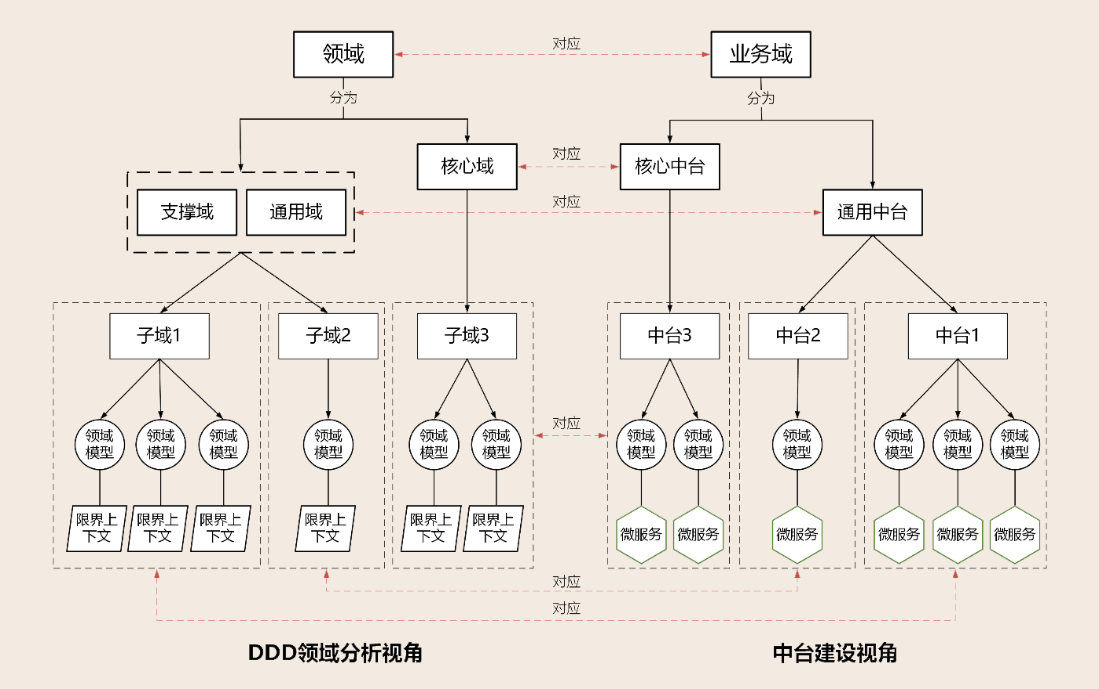 领域
对应
业务域
分为
分为
核心域
对应
核心中台
支撑域
通用域
对应
通用中台
子域1
子域2
子域3
中台3
中台2
中台1
领域
模型
领域
模型
领域
模型
领域
模型
领域
模型
领域
模型
对应
领域
模型
领域
模型
领域
模型
领域
模型
领域
模型
领域
模型
限界上
下文
限界上
下文
限界上
下文
限界上
下文
限界上
下文
限界上
下文
微服务
微服务
微服务
微服务
微服务
微服务
对应
对应
DDD领域分析视角
中台建设视角